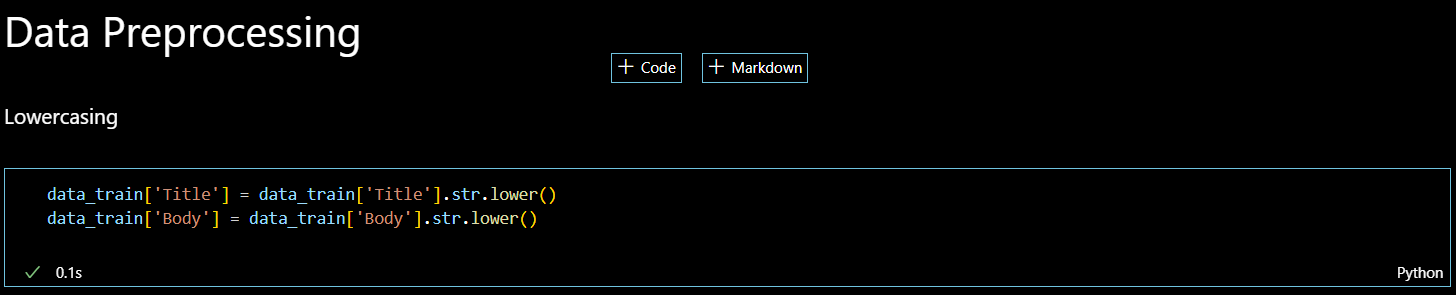 Data Preprocessing
+ Code + Markdown
Lowercasing
data_train['Title'] = data_train['Title'].str.lower()
data_train['Body'] = data_train['Body'].str.lower()
✓ 0.1s Python